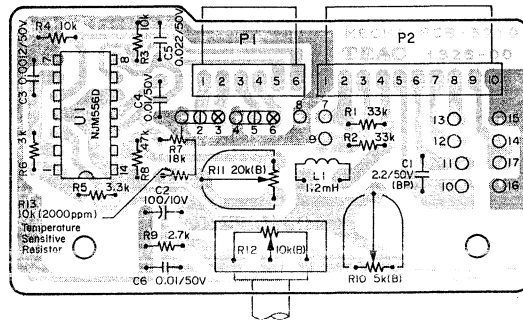 R4 10k
R3 10k
C5 0.022/50V
P1
P2
TEAC
C3 0.0012/50V
7
8
U1
NJM556D
1
14
C4
0.01/50V
1 2 3 4 5 6
1 2 3 4 5 6 7 8 9 10
1 2 3 4 5 6
8
7
9
R1 33k
R2 33k
13
15
12
14
11
17
10
16
R6 3k
R5 3.3k
R8 47k
R7
18k
R11 20k(B)
L1
1.2mH
C1
2.2/50V
(BP)
R13
10k (2000ppm)
Temperature
Sensitive
Resistor
C2
100/10V
R9 2.7k
C6 0.01/50V
R12 10k(B)
R10 5k(B)